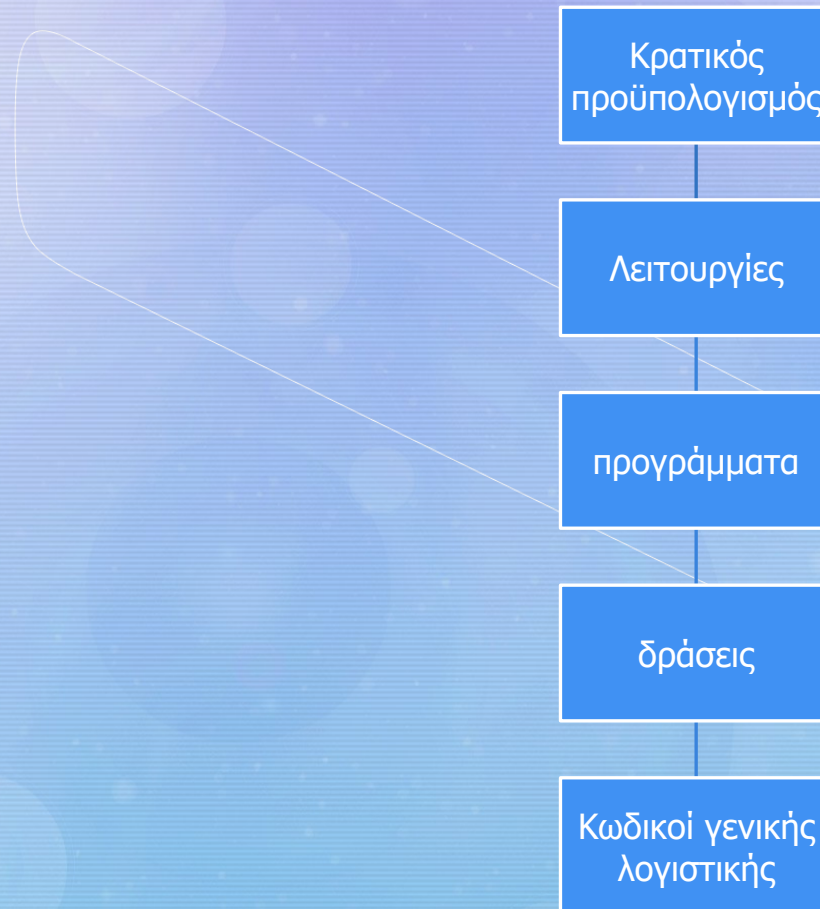 Κρατικός
προϋπολογισμός
Λειτουργίες
προγράμματα
δράσεις
Κωδικοί γενικής
λογιστικής